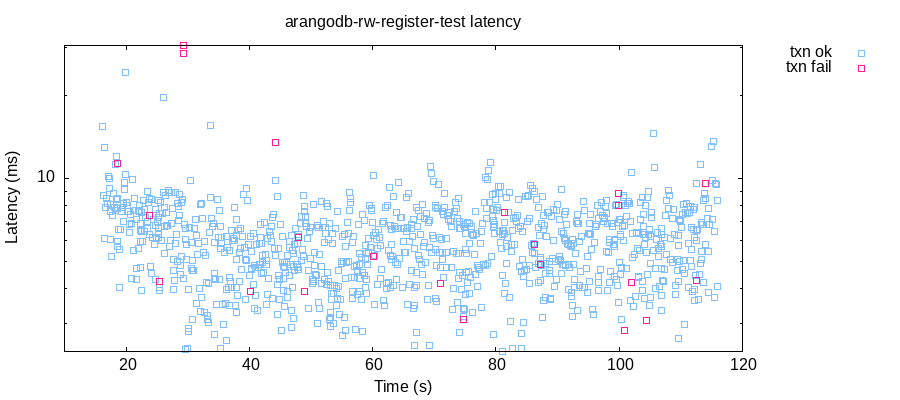 arangodb-rw-register-test latency
txn ok
txn fail
Latency (ms)
10
20 40 60 80 100 120
Time (s)